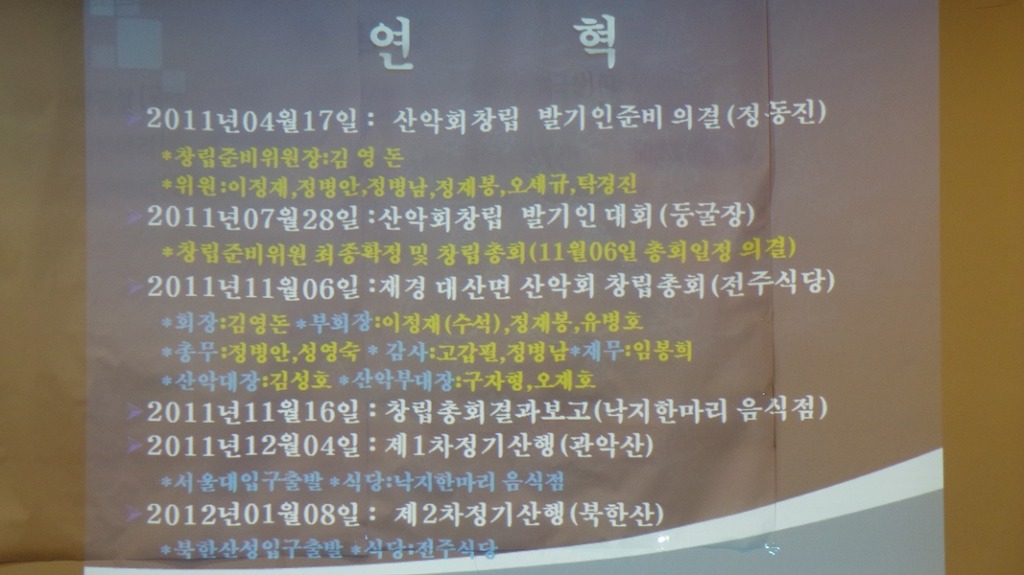 연 혁
2011년04월17일 : 산악회창립 발기인준비 의결(정동진)
*창립준비위원장:김 영 돈
*위원:이정재,정병안,정병남,정재봉,오세규,탁경진
2011년07월28일 :산악회창립 발기인 대회(둥굴장)
*창립준비위원 최종확정 및 창립총회(11월06일 총회일정 의결)
2011년11월06일 :재경 대산면 산악회 창립총회(전주식당)
*회장:김영돈 *부회장:이정재(수석),정재봉,유병호
*총무:정병안,성영숙 * 감사:고갑필,정병남*재무:임봉희
*산악대장:김성호 *산악부대장:구자형,오재호
2011년11월16일 : 창립총회결과보고(낙지한마리 음식점)
2011년12월04일 : 제1차정기산행(관악산)
*서울대입구출발 *식당:낙지한마리 음식점
2012년01월08일 : 제2차정기산행(북한산)
*북한산성입구출발 *식당:전주식당